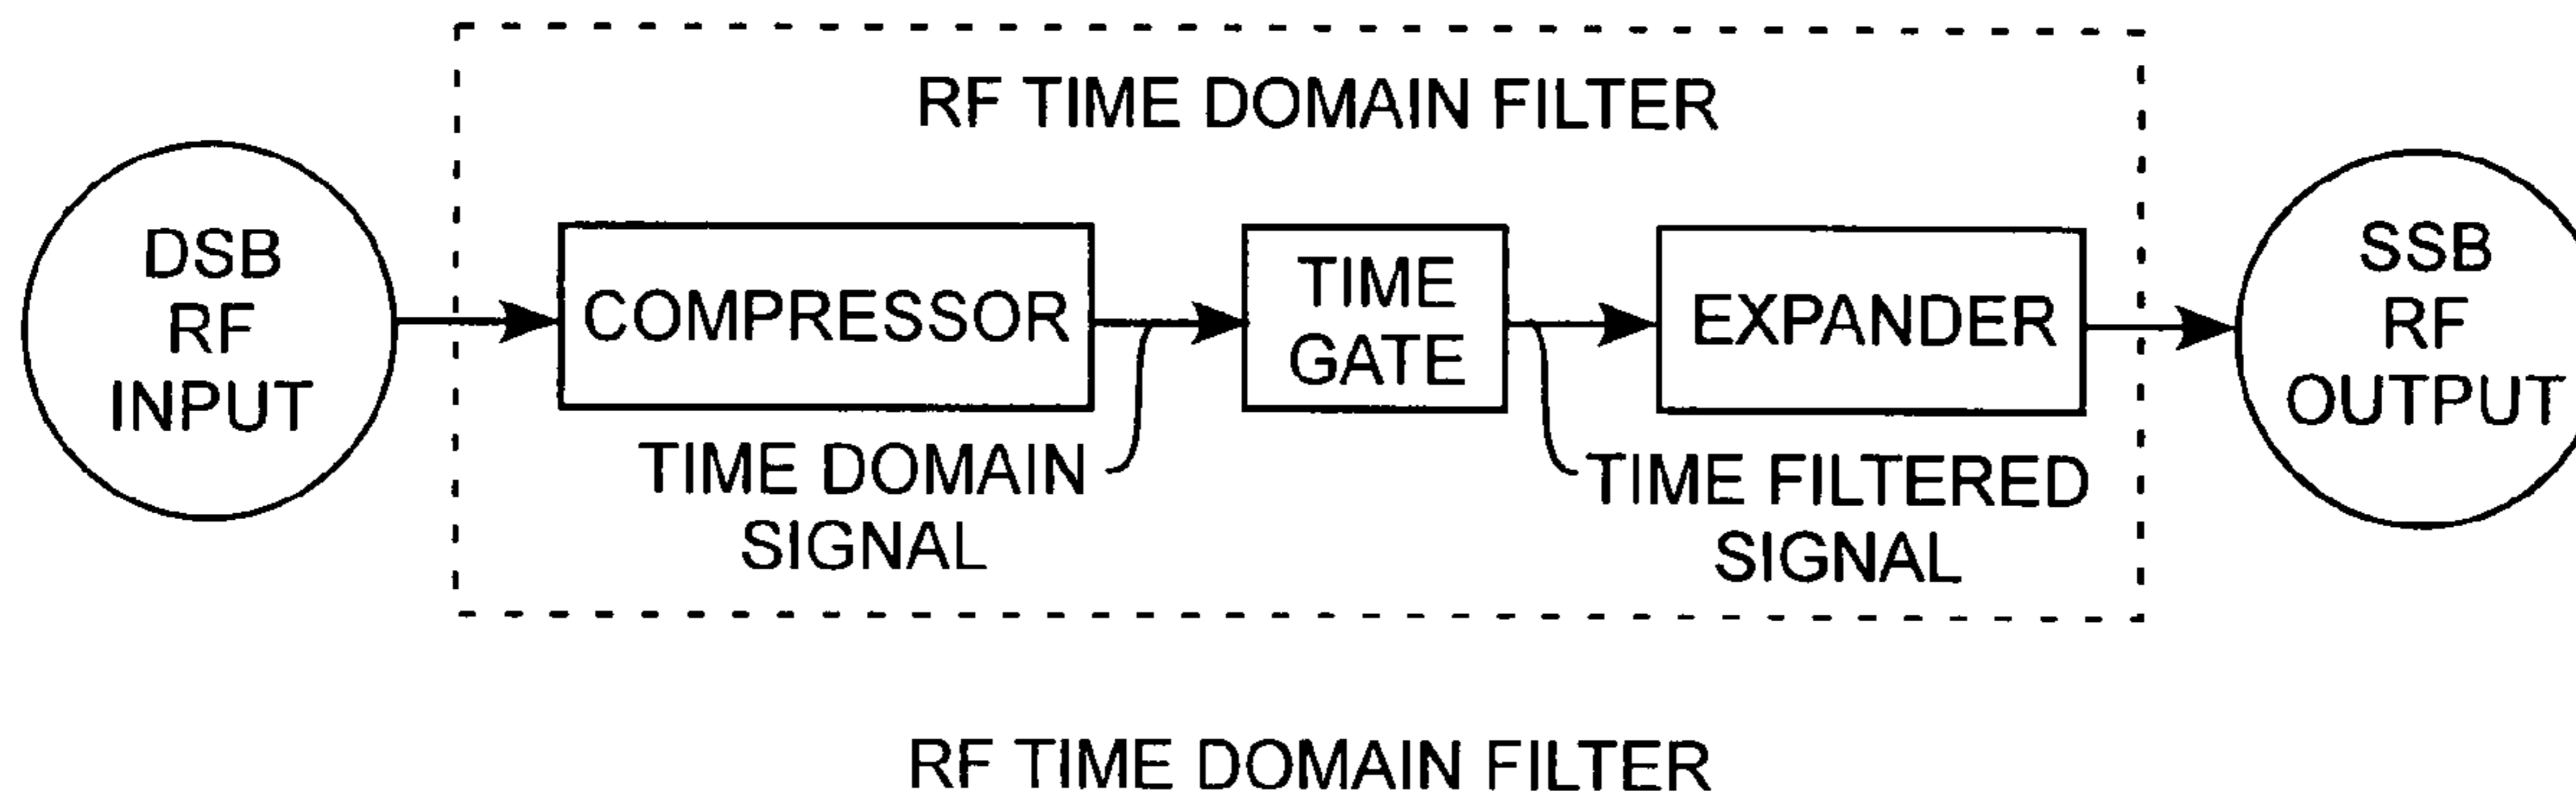 RF TIME DOMAIN FILTER
DSB
RF
INPUT
COMPRESSOR
TIME
GATE
EXPANDER
SSB
RF
OUTPUT
TIME DOMAIN
SIGNAL
TIME FILTERED
SIGNAL
RF TIME DOMAIN FILTER